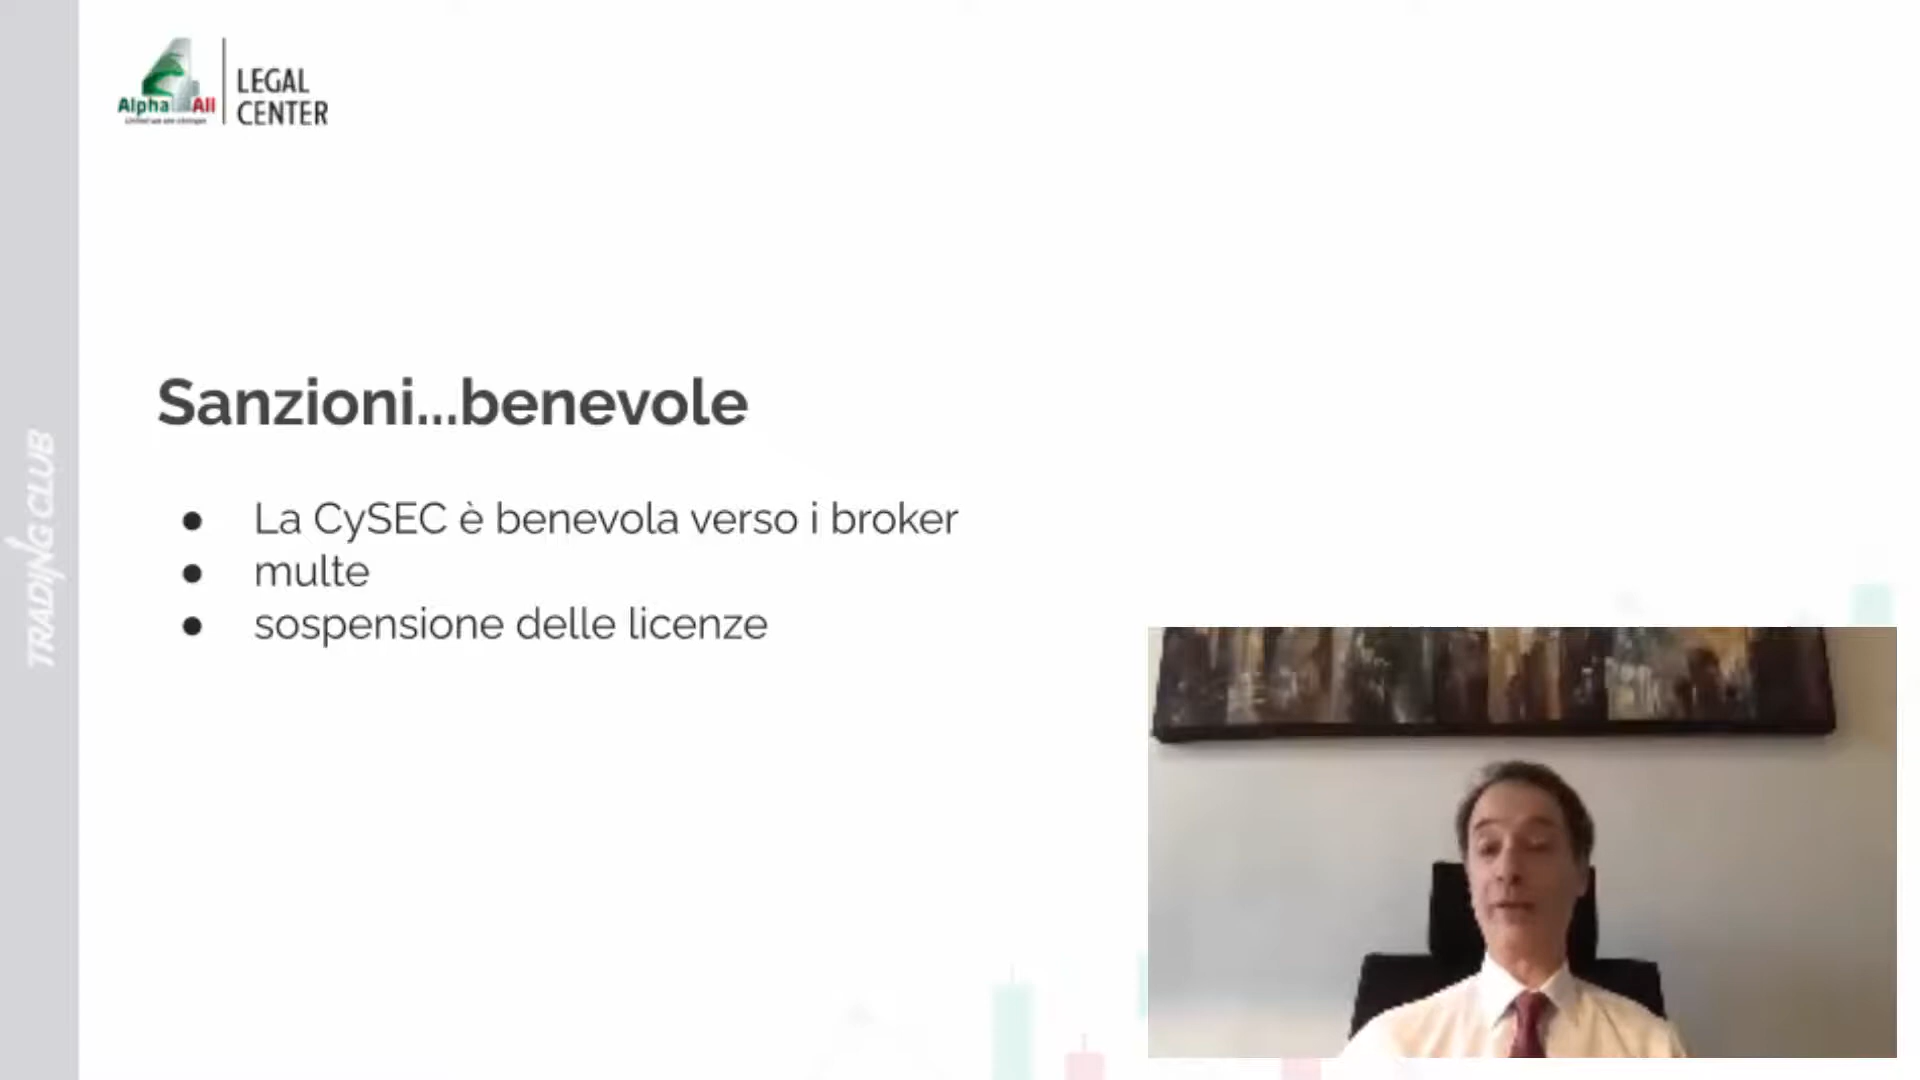 Alpha All
LEGAL
CENTER
TRADING CLUB
Sanzioni...benevole
● La CySEC è benevola verso i broker
● multe
● sospensione delle licenze